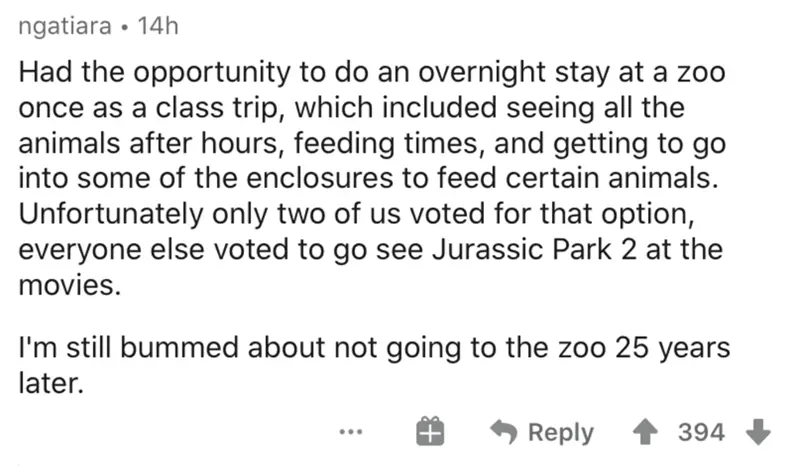 ngatiara • 14h
Had the opportunity to do an overnight stay at a zoo
once as a class trip, which included seeing all the
animals after hours, feeding times, and getting to go
into some of the enclosures to feed certain animals.
Unfortunately only two of us voted for that option,
everyone else voted to go see Jurassic Park 2 at the
movies.
I'm still bummed about not going to the zoo 25 years
later.
... Reply 394